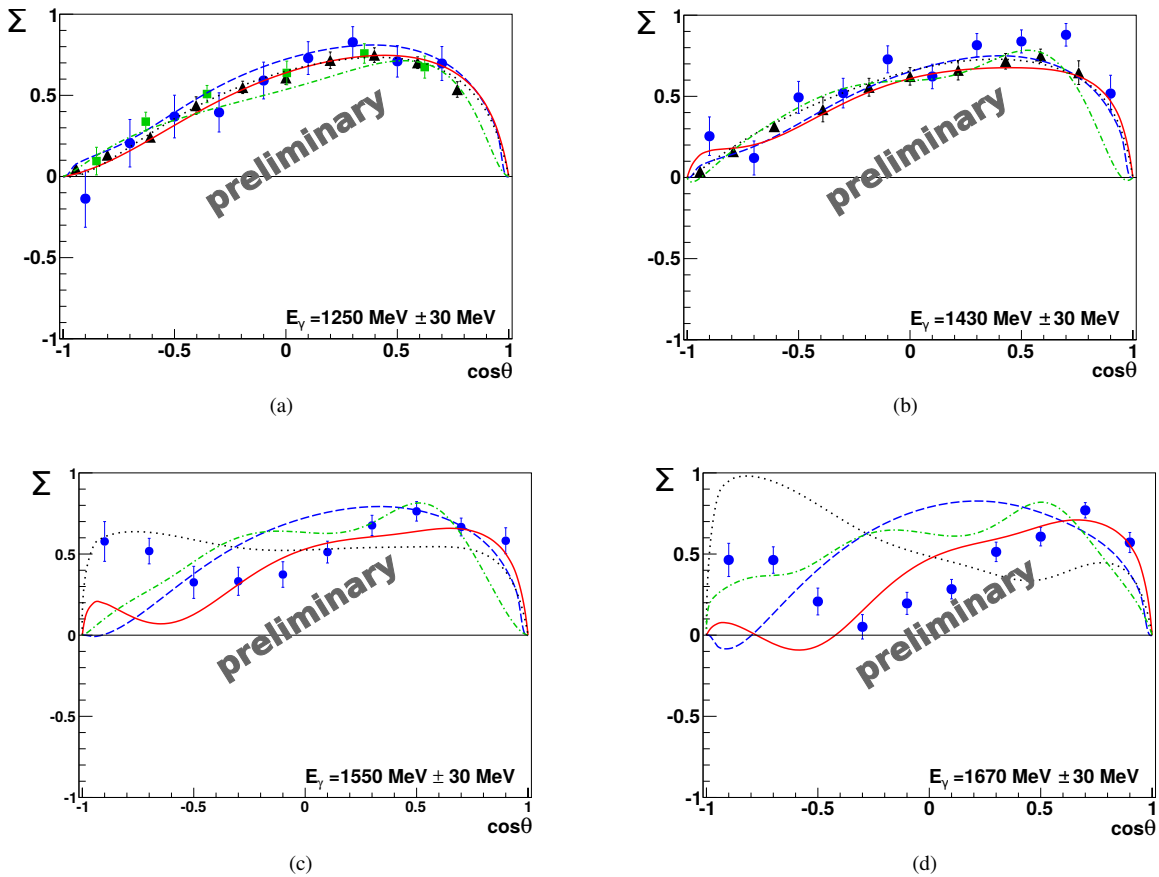 Σ
1
0.5
0
-0.5
-1
preliminary
E_γ =1250 MeV ±30 MeV
-1 -0.5 0 0.5 1
cosθ
(a)
Σ
1
0.5
0
-0.5
-1
preliminary
E_γ =1430 MeV ±30 MeV
-1 -0.5 0 0.5 1
cosθ
(b)
Σ
1
0.5
0
-0.5
-1
preliminary
E_γ =1550 MeV ± 30 MeV
-1 -0.5 0 0.5 1
cosθ
(c)
Σ
1
0.5
0
-0.5
-1
preliminary
E_γ =1670 MeV ± 30 MeV
-1 -0.5 0 0.5 1
cosθ
(d)